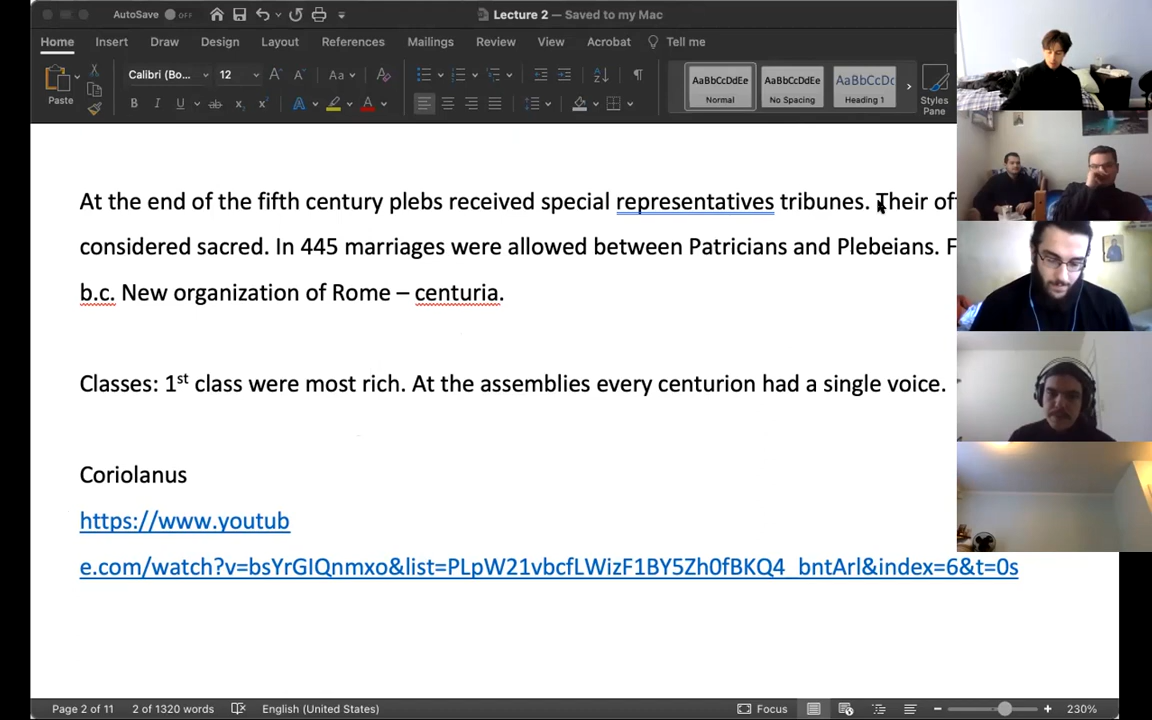 AutoSave OFF
Lecture 2 — Saved to my Mac
Home Insert Draw Design Layout References Mailings Review View Acrobat Tell me
Paste
Calibri (Bo... 12
AaBbCcDdEe AaBbCcDdEe AaBbCcDc
Normal No Spacing Heading 1
Styles
Pane
At the end of the fifth century plebs received special representatives tribunes. Their of
considered sacred. In 445 marriages were allowed between Patricians and Plebeians. F
b.c. New organization of Rome – centuria.
Classes: 1st class were most rich. At the assemblies every centurion had a single voice.
Coriolanus
https://www.youtub
e.com/watch?v=bsYrGIQnmxo&list=PLpW21vbcfLWizF1BY5Zh0fBKQ4_bntArl&index=6&t=0s
Page 2 of 11 2 of 1320 words English (United States) Focus 230%